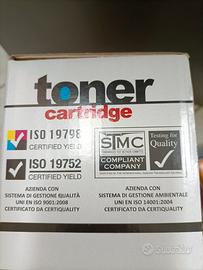 toner
cartridge
ISO 19798
CERTIFIED YIELD
ISO 19752
CERTIFIED YIELD
STMC
COMPLIANT
COMPANY
Testing for
Quality
AZIENDA CON
SISTEMA DI GESTIONE QUALITÀ
UNI EN ISO 9001:2008
CERTIFICATO DA CERTIQUALITY
AZIENDA CON
SISTEMA DI GESTIONE AMBIENTALE
UNI EN ISO 14001:2004
CERTIFICATO DA CERTIQUALITY
subito